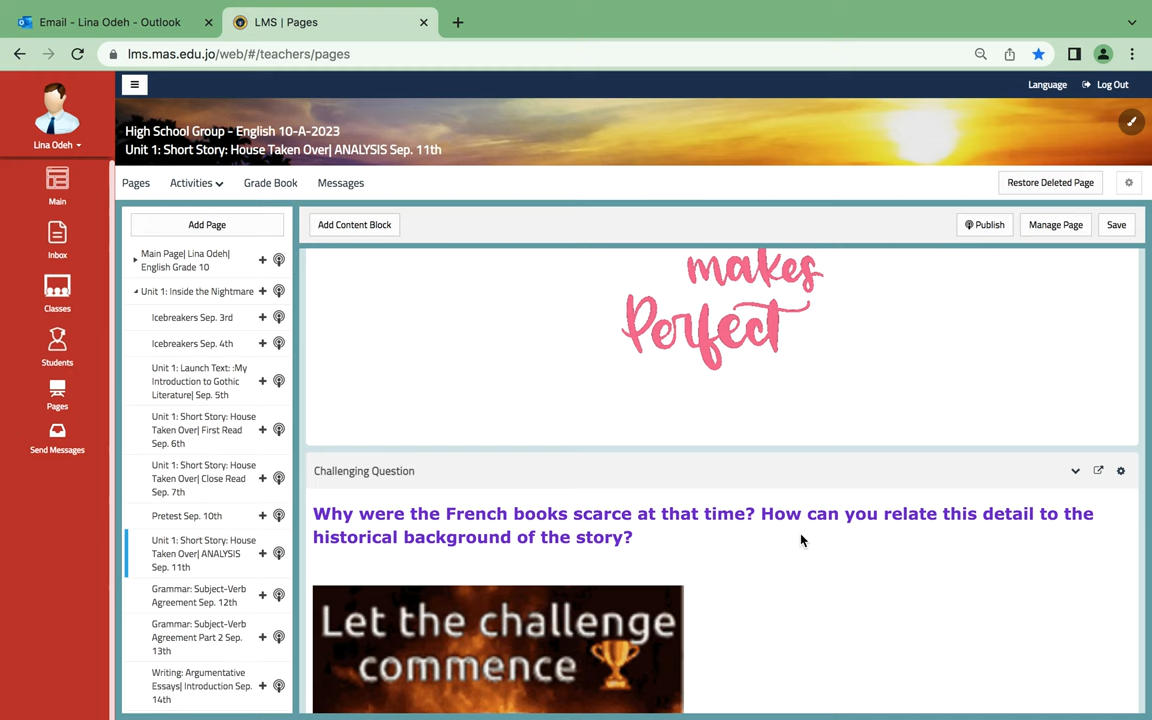 Email - Lina Odeh - Outlook
LMS | Pages
lms.mas.edu.jo/web/#/teachers/pages
Language
Log Out
High School Group - English 10-A-2023
Unit 1: Short Story: House Taken Over| ANALYSIS Sep. 11th
Lina Odeh
Main
Inbox
Classes
Students
Pages
Send Messages
Pages
Activities
Grade Book
Messages
Restore Deleted Page
Add Page
Add Content Block
Publish
Manage Page
Save
Main Page| Lina Odeh|
English Grade 10
Unit 1: Inside the Nightmare
Icebreakers Sep. 3rd
Icebreakers Sep. 4th
Unit 1: Launch Text: :My
Introduction to Gothic
Literature| Sep. 5th
Unit 1: Short Story: House
Taken Over| First Read
Sep. 6th
Unit 1: Short Story: House
Taken Over| Close Read
Sep. 7th
Pretest Sep. 10th
Unit 1: Short Story: House
Taken Over| ANALYSIS
Sep. 11th
Grammar: Subject-Verb
Agreement Sep. 12th
Grammar: Subject-Verb
Agreement Part 2 Sep.
13th
Writing: Argumentative
Essays| Introduction Sep.
14th
makes
Perfect
Challenging Question
Why were the French books scarce at that time? How can you relate this detail to the
historical background of the story?
Let the challenge
commence